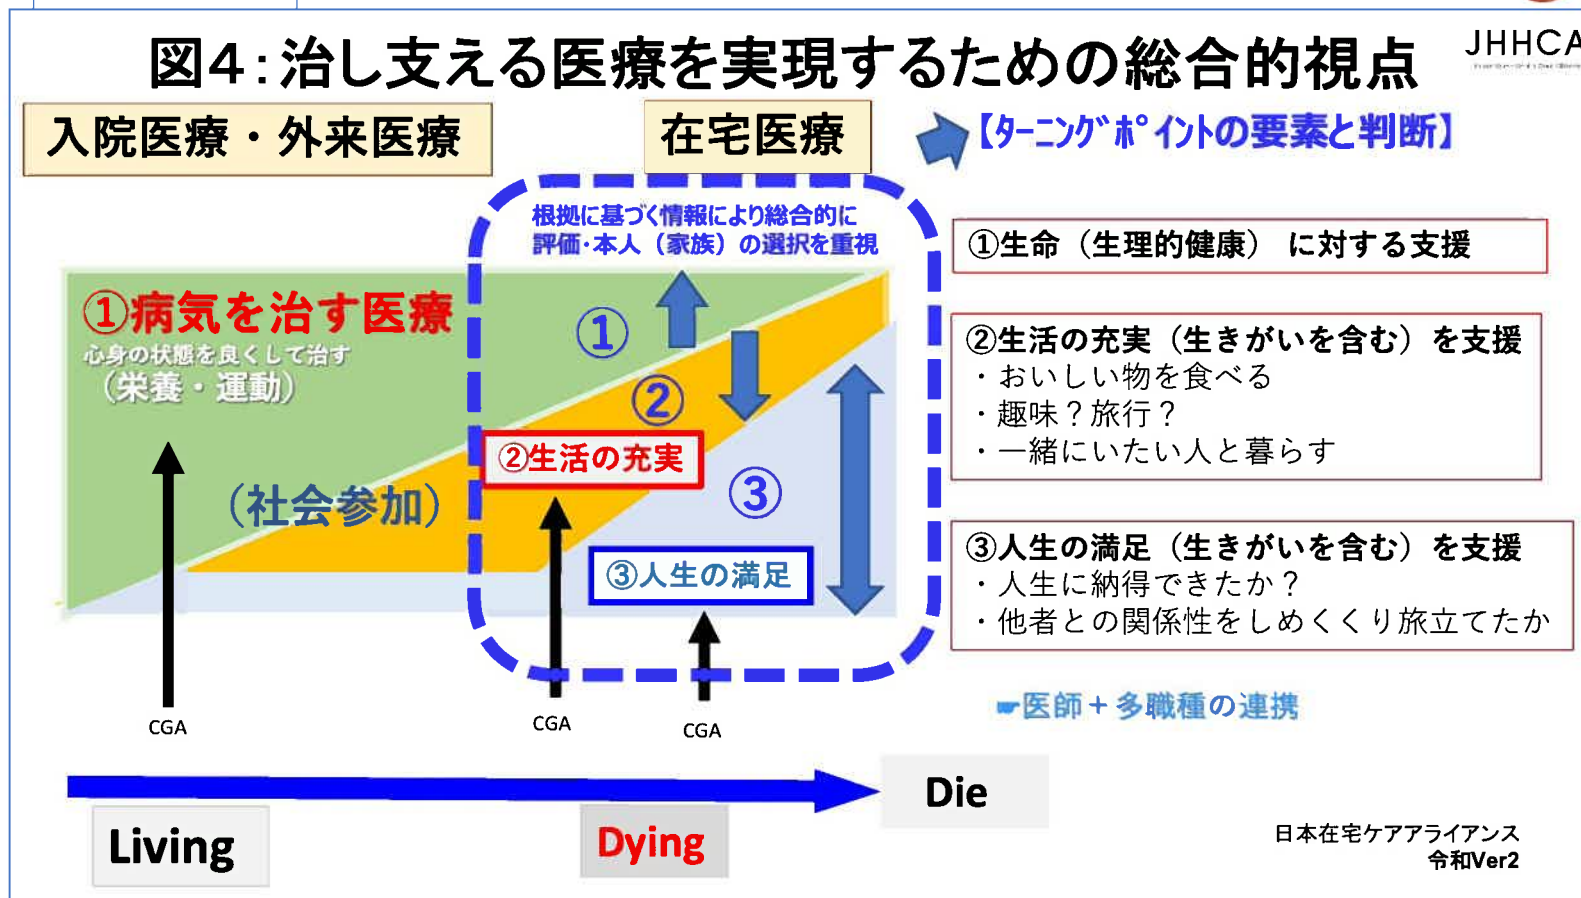 図4：治し支える医療を実現するための総合的視点
JHHCA
入院医療・外来医療
在宅医療
【ターニングポイントの要素と判断】
根拠に基づく情報により総合的に
評価・本人（家族）の選択を重視
①病気を治す医療
心身の状態を良くして治す
（栄養・運動）
（社会参加）
①
②
②生活の充実
③
③人生の満足
CGA
CGA
CGA
①生命（生理的健康） に対する支援
②生活の充実（生きがいを含む）を支援
・おいしい物を食べる
・趣味？旅行？
・一緒にいたい人と暮らす
③人生の満足（生きがいを含む）を支援
・人生に納得できたか？
・他者との関係性をしめくくり旅立てたか
☛医師＋多職種の連携
Living
Dying
Die
日本在宅ケアアライアンス
令和Ver2